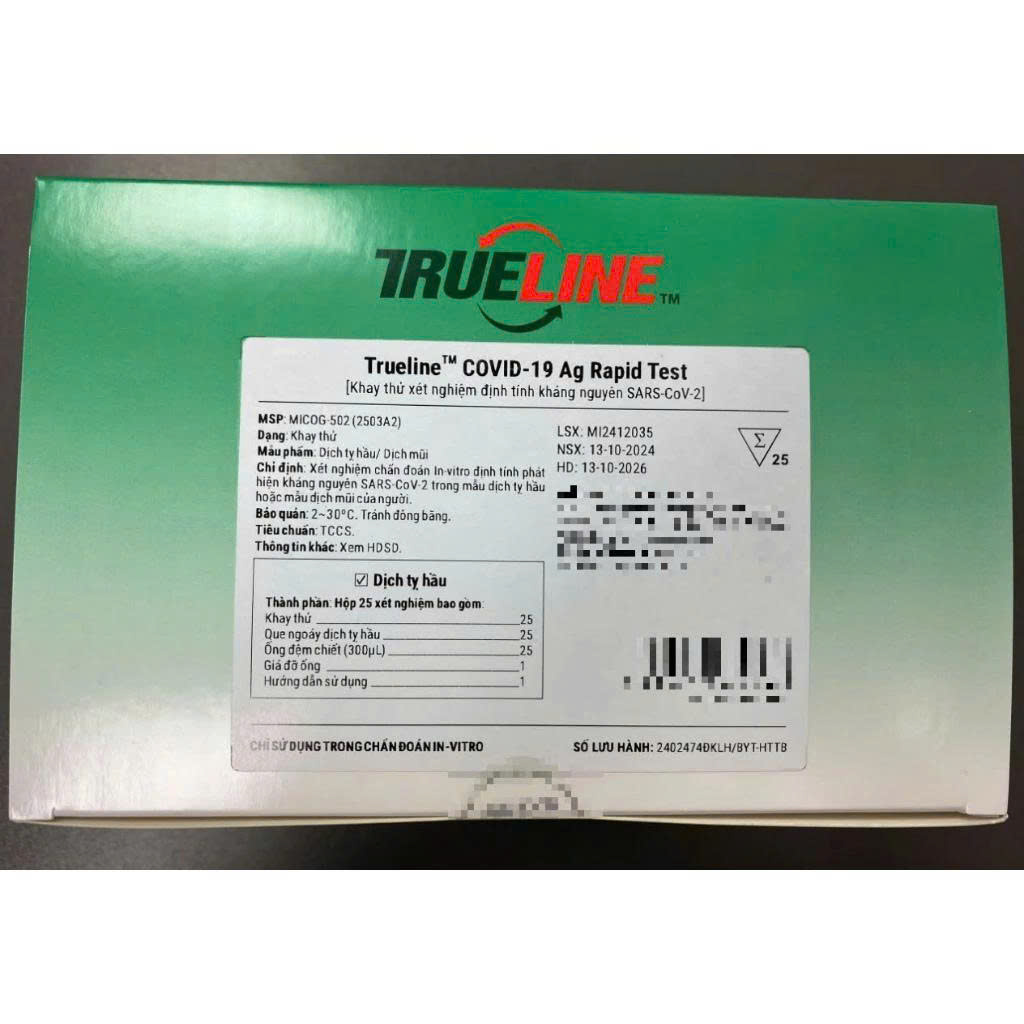 TRUELINE™
Trueline™ COVID-19 Ag Rapid Test
[Khay thử xét nghiệm định tính kháng nguyên SARS-CoV-2]
MSP: MICOG-502 (2503A2)
Dạng: Khay thử
Mẫu phẩm: Dịch tỵ hầu/ Dịch mũi
Chỉ định: Xét nghiệm chẩn đoán In-vitro định tính phát
hiện kháng nguyên SARS-CoV-2 trong mẫu dịch tỵ hầu
hoặc mẫu dịch mũi của người.
Bảo quản: 2~30°C. Tránh đông băng.
Tiêu chuẩn: TCCS.
Thông tin khác: Xem HDSD.
LSX: MI2412035
NSX: 13-10-2024
HD: 13-10-2026
Σ
25
☑ Dịch tỵ hầu
Thành phần: Hộp 25 xét nghiệm bao gồm:
Khay thử 25
Que ngoáy dịch tỵ hầu 25
Ống đệm chiết (300µL) 25
Giá đỡ ống 1
Hướng dẫn sử dụng 1
CHỈ SỬ DỤNG TRONG CHẨN ĐOÁN IN-VITRO
SỐ LƯU HÀNH: 2402474ĐKLH/BYT-HTTB